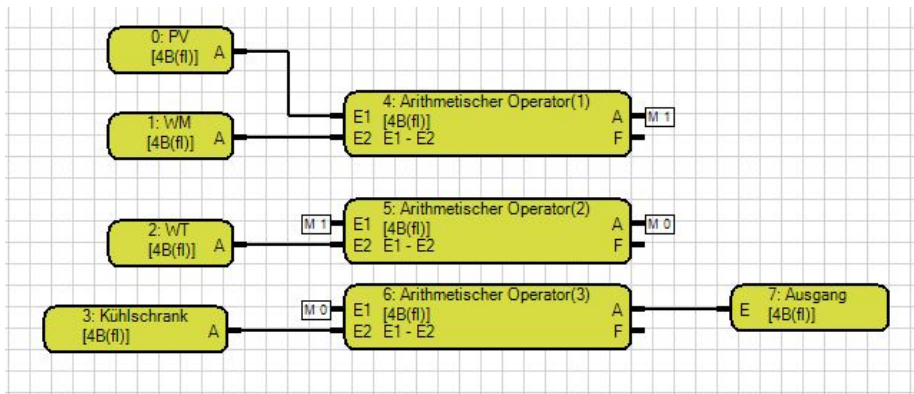 0: PV
[4B(fl)] A
1: WM
[4B(fl)] A
4: Arithmetischer Operator(1)
E1 [4B(fl)] A M 1
E2 E1 - E2 F
2: WT
[4B(fl)] A
5: Arithmetischer Operator(2)
M 1 E1 [4B(fl)] A M 0
E2 E1 - E2 F
3: Kühlschrank
[4B(fl)] A
6: Arithmetischer Operator(3)
M 0 E1 [4B(fl)] A
E2 E1 - E2 F
7: Ausgang
E [4B(fl)]